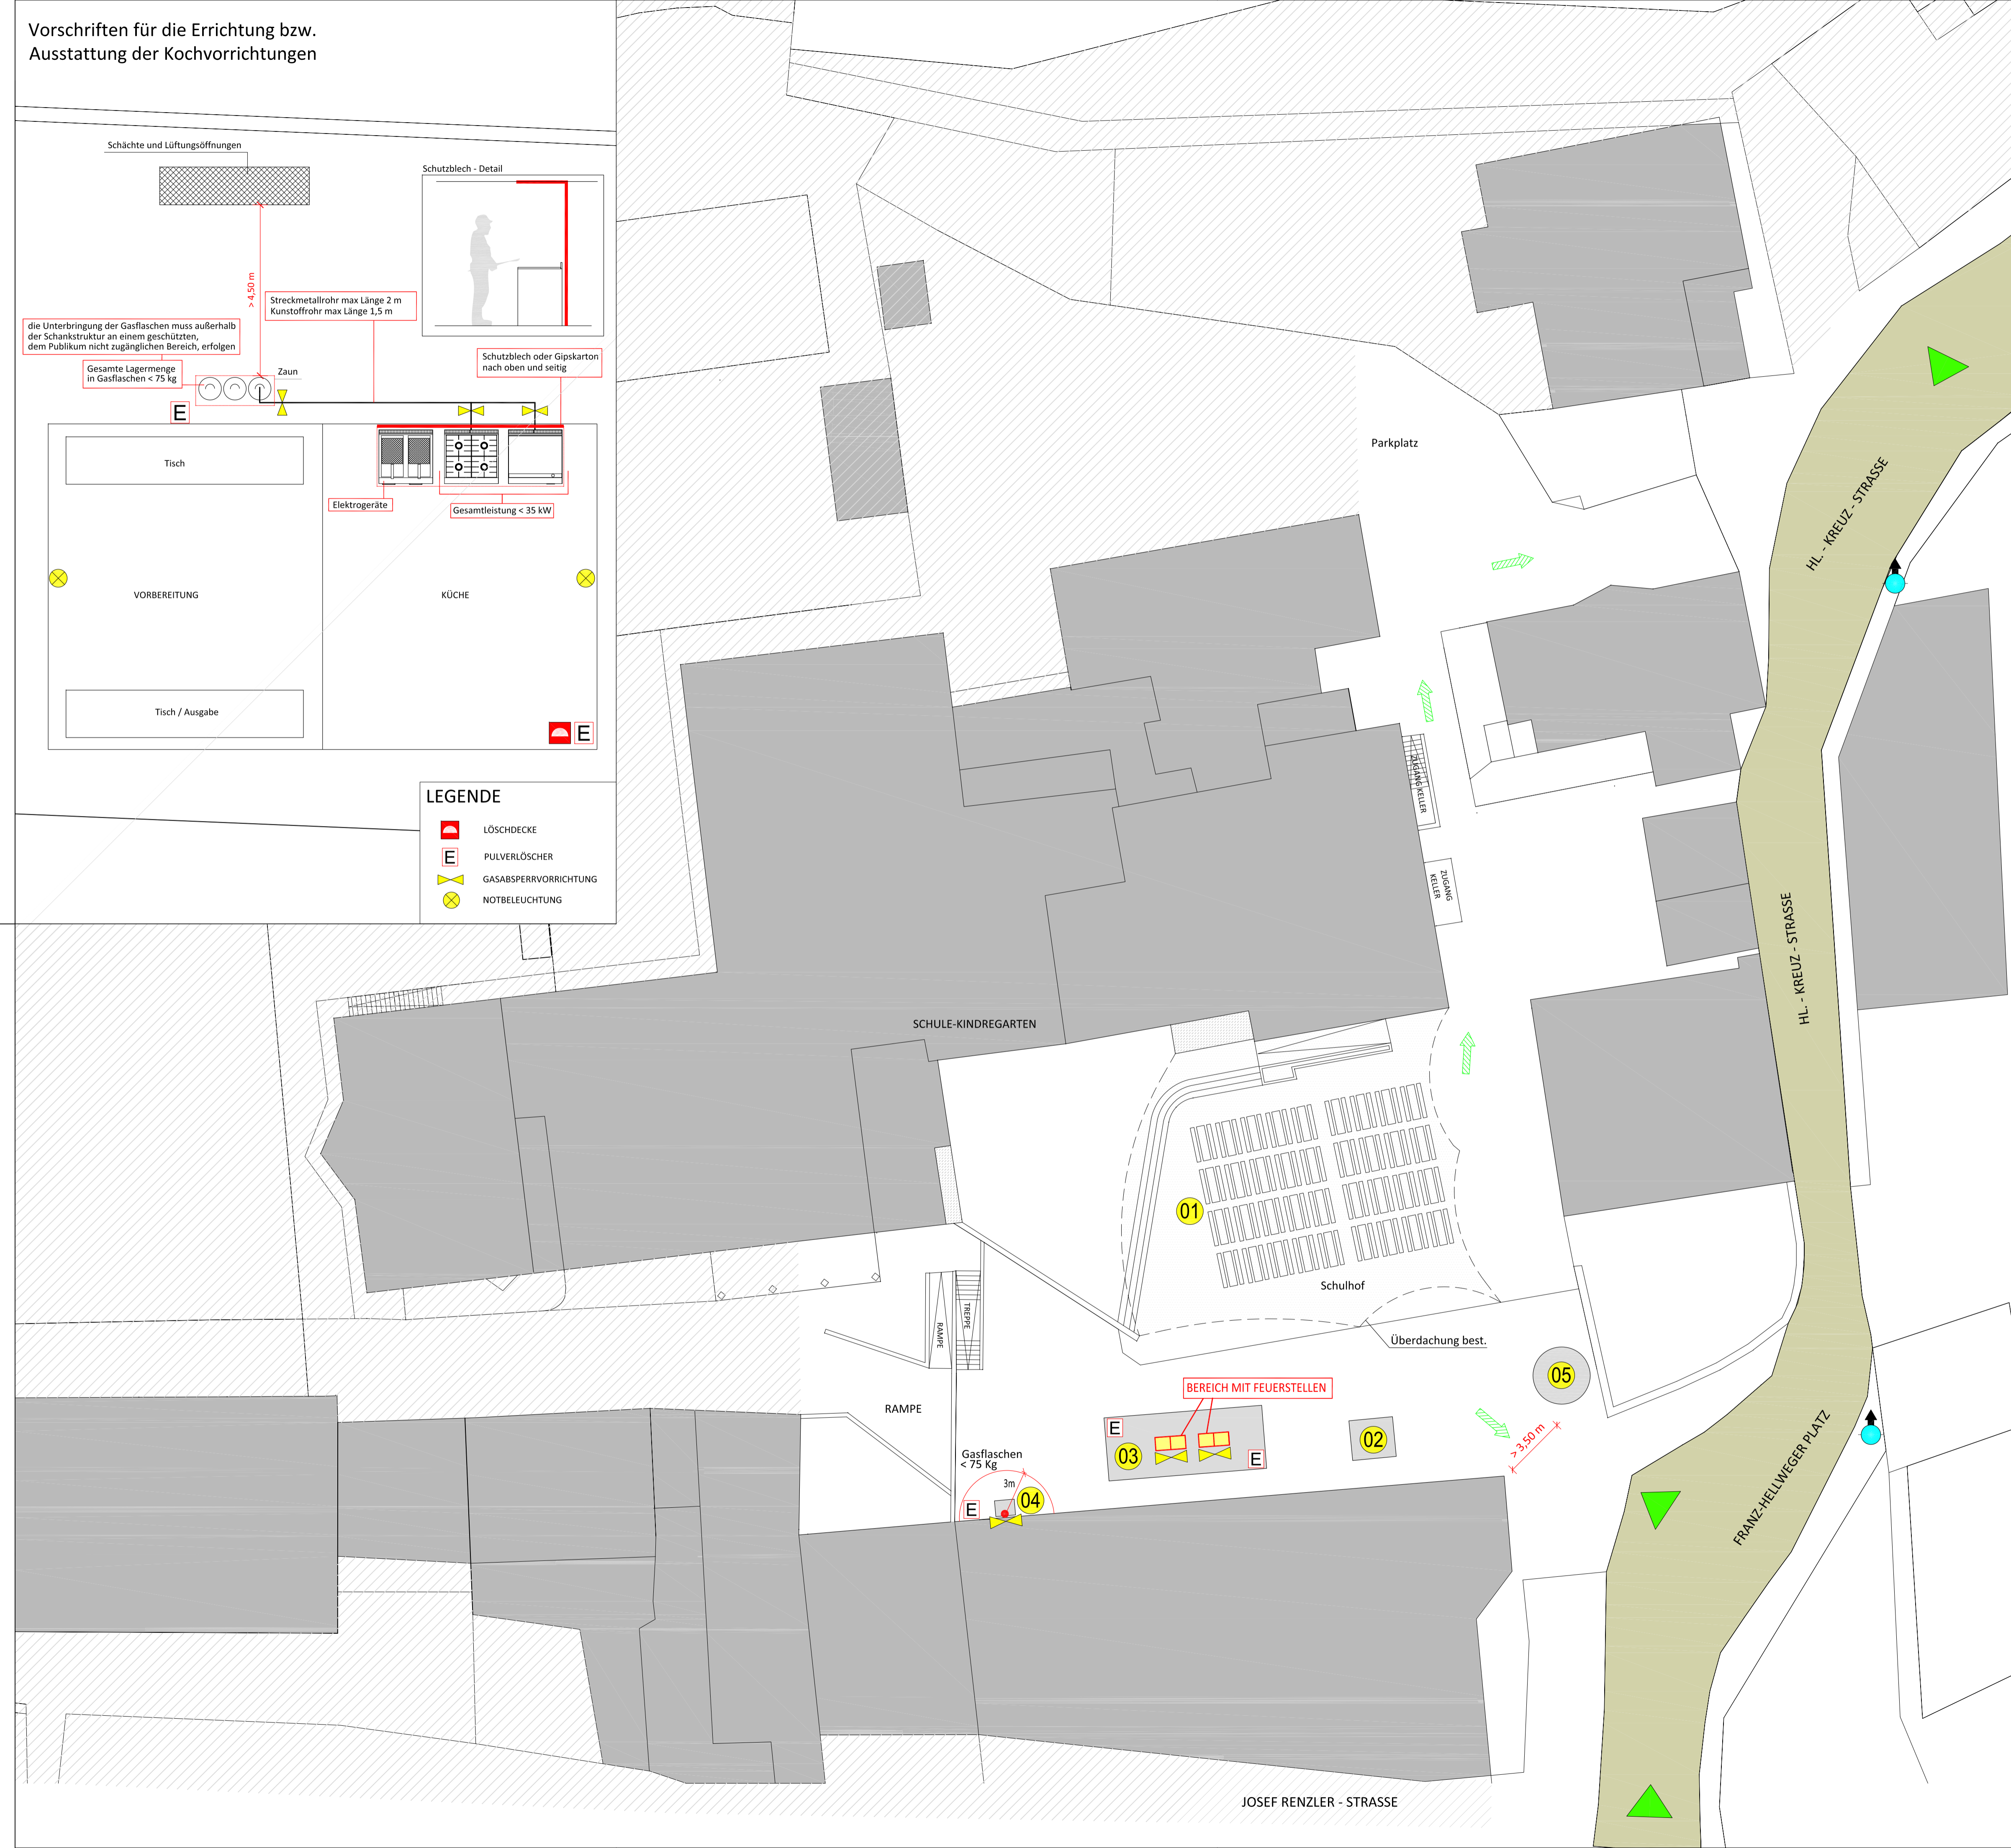 Vorschriften für die Errichtung bzw.
Ausstattung der Kochvorrichtungen
Schächte und Lüftungsöffnungen
Schutzblech - Detail
> 4,50 m
Streckmetallrohr max Länge 2 m
Kunstoffrohr max Länge 1,5 m
die Unterbringung der Gasflaschen muss außerhalb
der Schankstruktur an einem geschützten,
dem Publikum nicht zugänglichen Bereich, erfolgen
Gesamte Lagermenge
in Gasflaschen < 75 kg
Zaun
Schutzblech oder Gipskarton
nach oben und seitig
E
Tisch
Elektrogeräte
Gesamtleistung < 35 kW
VORBEREITUNG
KÜCHE
Tisch / Ausgabe
E
LEGENDE
LÖSCHDECKE
E PULVERLÖSCHER
GASABSPERRVORRICHTUNG
NOTBELEUCHTUNG
Parkplatz
HL. - KREUZ - STRASSE
ZUGANG KELLER
ZUGANG
KELLER
HL. - KREUZ - STRASSE
SCHULE-KINDREGARTEN
01
Schulhof
TREPPE
RAMPE
Überdachung best.
05
BEREICH MIT FEUERSTELLEN
RAMPE
E
03
E
02
> 3,50 m
Gasflaschen
< 75 Kg
3m
04
E
FRANZ-HELLWEGER PLATZ
JOSEF RENZLER - STRASSE